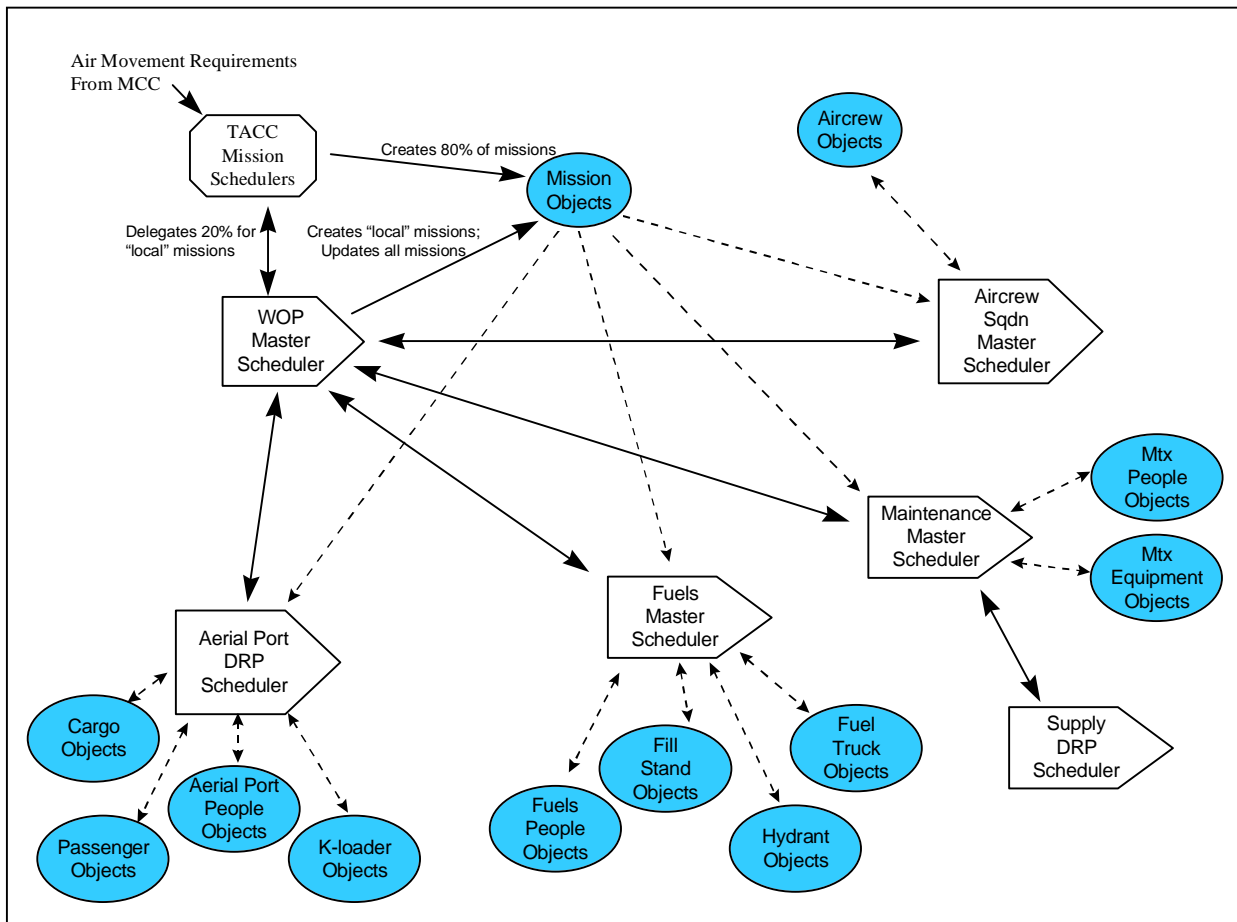 Air Movement Requirements
From MCC
TACC
Mission
Schedulers
Creates 80% of missions
Mission
Objects
Aircrew
Objects
Delegates 20% for
“local” missions
Creates “local” missions;
Updates all missions
WOP
Master
Scheduler
Aircrew
Sqdn
Master
Scheduler
Mtx
People
Objects
Maintenance
Master
Scheduler
Mtx
Equipment
Objects
Fuels
Master
Scheduler
Aerial Port
DRP
Scheduler
Cargo
Objects
Fuel
Truck
Objects
Supply
DRP
Scheduler
Fill
Stand
Objects
Aerial Port
People
Objects
Fuels
People
Objects
Passenger
Objects
K-loader
Objects
Hydrant
Objects